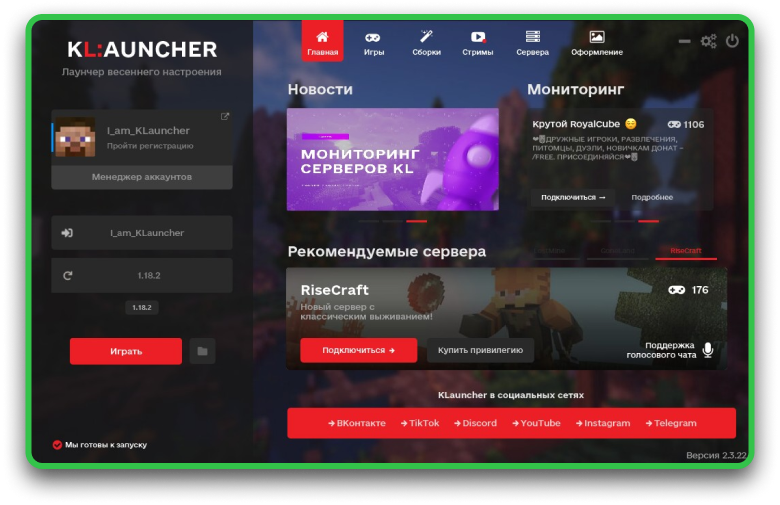 KL:AUNCHER
Лаунчер весеннего настроения
I_am_KLauncher
Пройти регистрацию
Менеджер аккаунтов
I_am_KLauncher
1.18.2
1.18.2
Играть
Мы готовы к запуску
Главная
Игры
Сборки
Стримы
Сервера
Оформление
Новости
МОНИТОРИНГ
СЕРВЕРОВ KL
Мониторинг
Крутой RoyalCube 😊
1106
❤🎚ДРУЖНЫЕ ИГРОКИ, РАЗВЛЕЧЕНИЯ,
ПИТОМЦЫ, ДУЭЛИ, НОВИЧКАМ ДОНАТ –
/FREE. ПРИСОЕДИНЯЙСЯ❤🎚
Подключиться →
Подробнее
Рекомендуемые сервера
RiseCraft
RiseCraft
176
Новый сервер с
классическим выживанием!
Подключиться →
Купить привилегию
Поддержка
голосового чата
KLauncher в социальных сетях
→ ВКонтакте → TikTok → Discord → YouTube → Instagram → Telegram
Версия 2.3.22